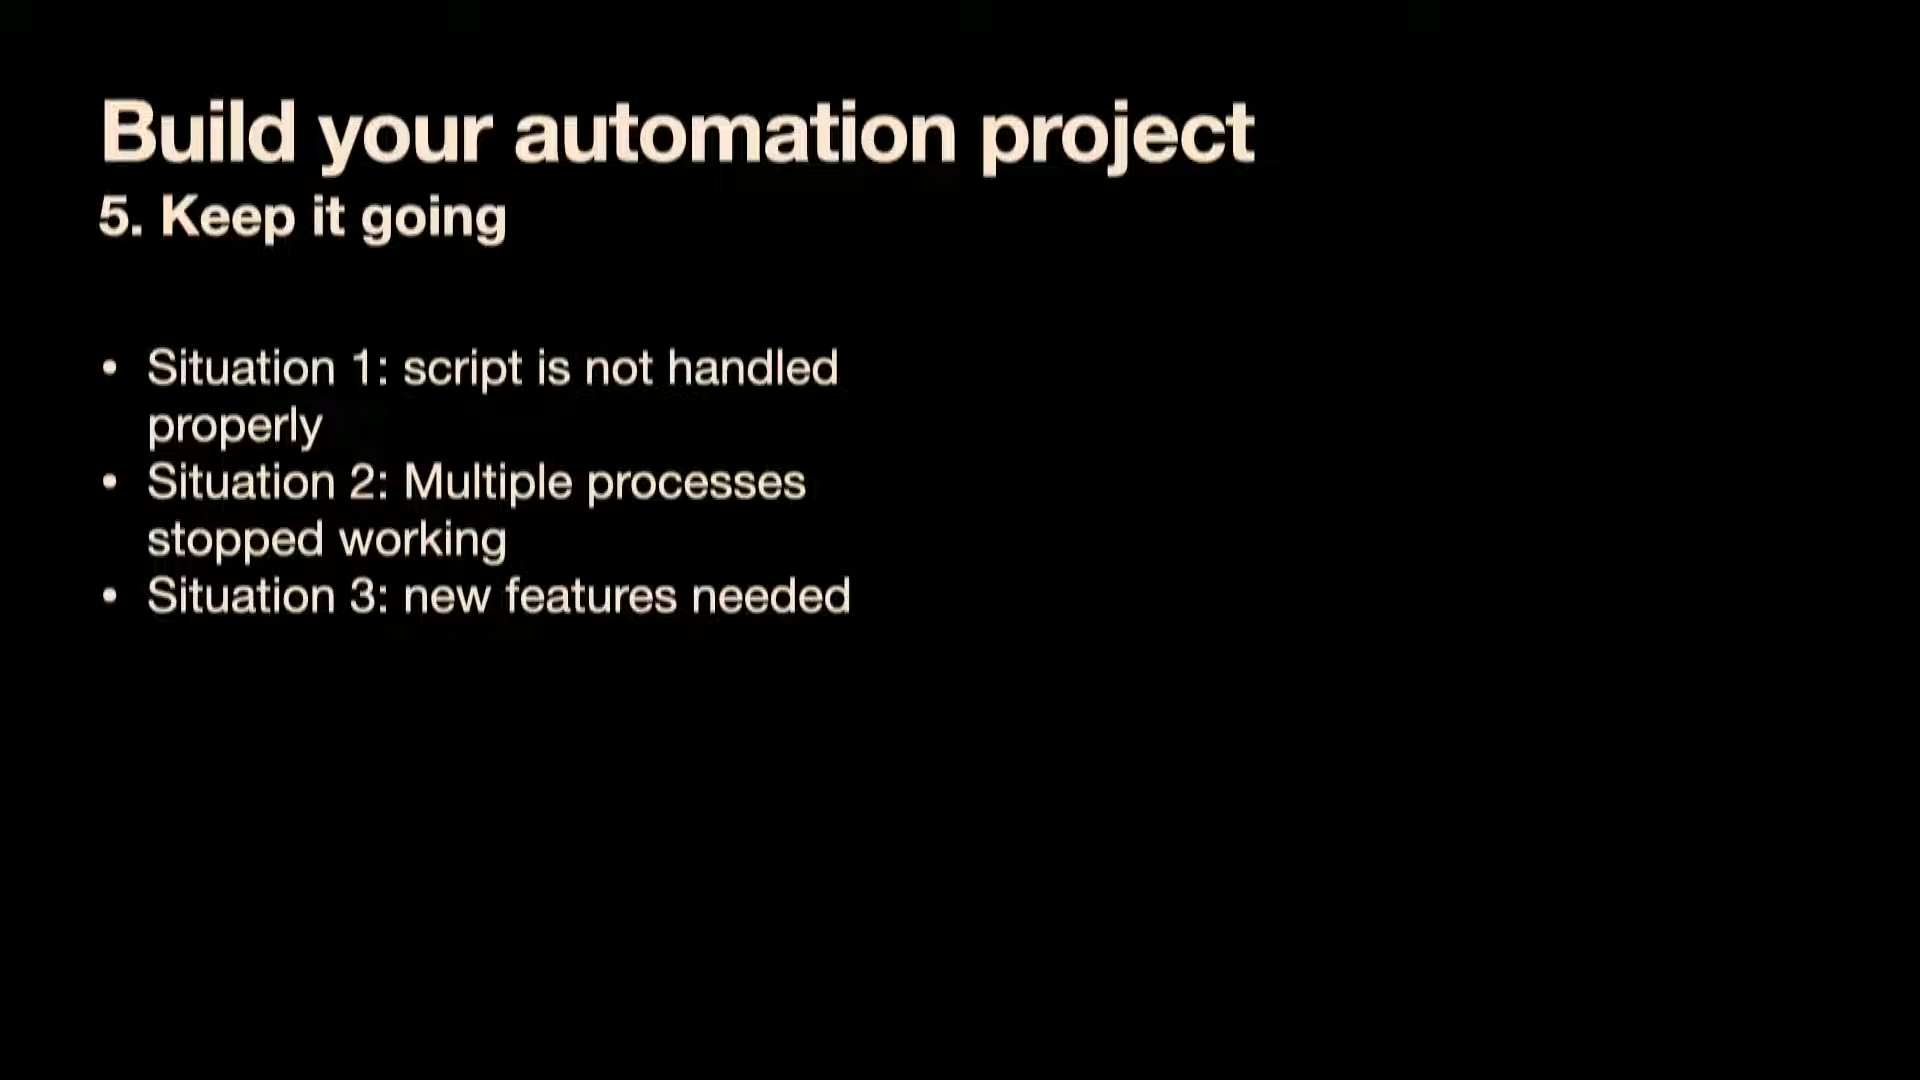 Build your automation project
5. Keep it going
• Situation 1: script is not handled
properly
• Situation 2: Multiple processes
stopped working
• Situation 3: new features needed